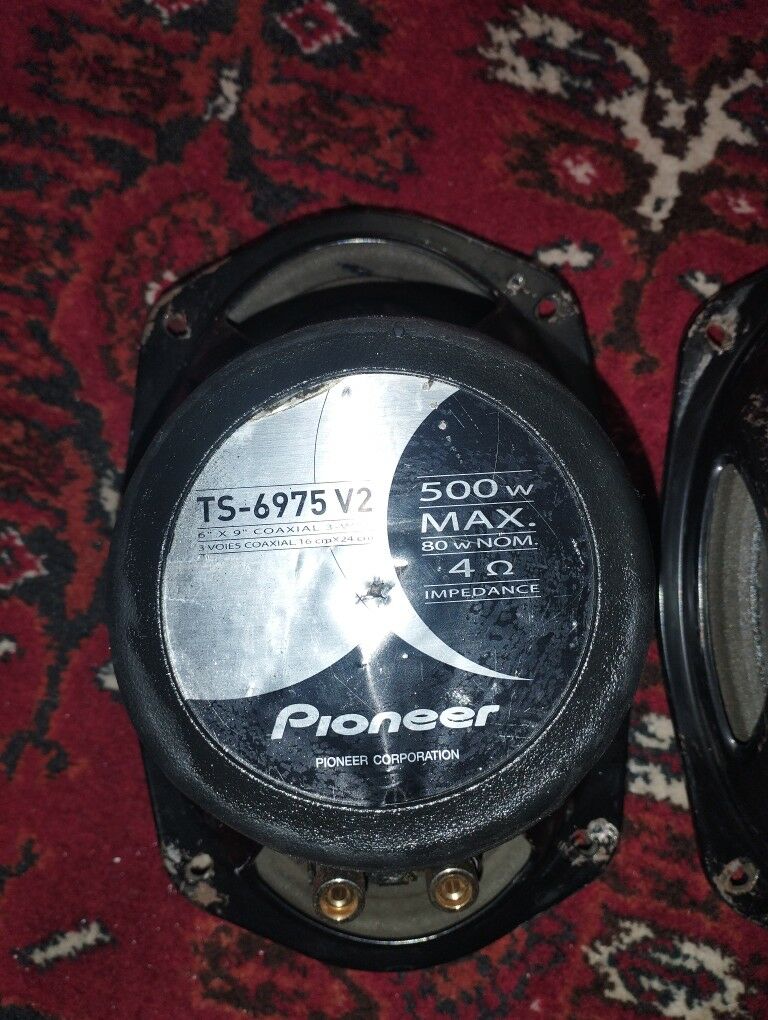 TS-6975 V2
6" X 9" COAXIAL 3-
3 VOIES COAXIAL 16 cm X 24 cm
500 W
MAX.
80 W NOM.
4 Ω
IMPEDANCE
Pioneer
PIONEER CORPORATION